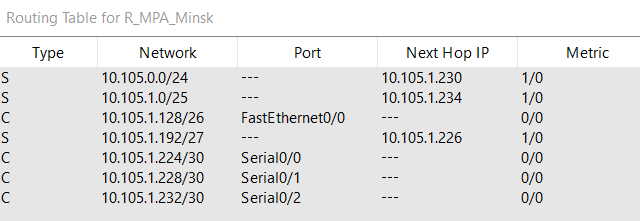 Routing Table for R_MPA_Minsk
Type Network Port Next Hop IP Metric
S 10.105.0.0/24 --- 10.105.1.230 1/0
S 10.105.1.0/25 --- 10.105.1.234 1/0
C 10.105.1.128/26 FastEthernet0/0 --- 0/0
S 10.105.1.192/27 --- 10.105.1.226 1/0
C 10.105.1.224/30 Serial0/0 --- 0/0
C 10.105.1.228/30 Serial0/1 --- 0/0
C 10.105.1.232/30 Serial0/2 --- 0/0